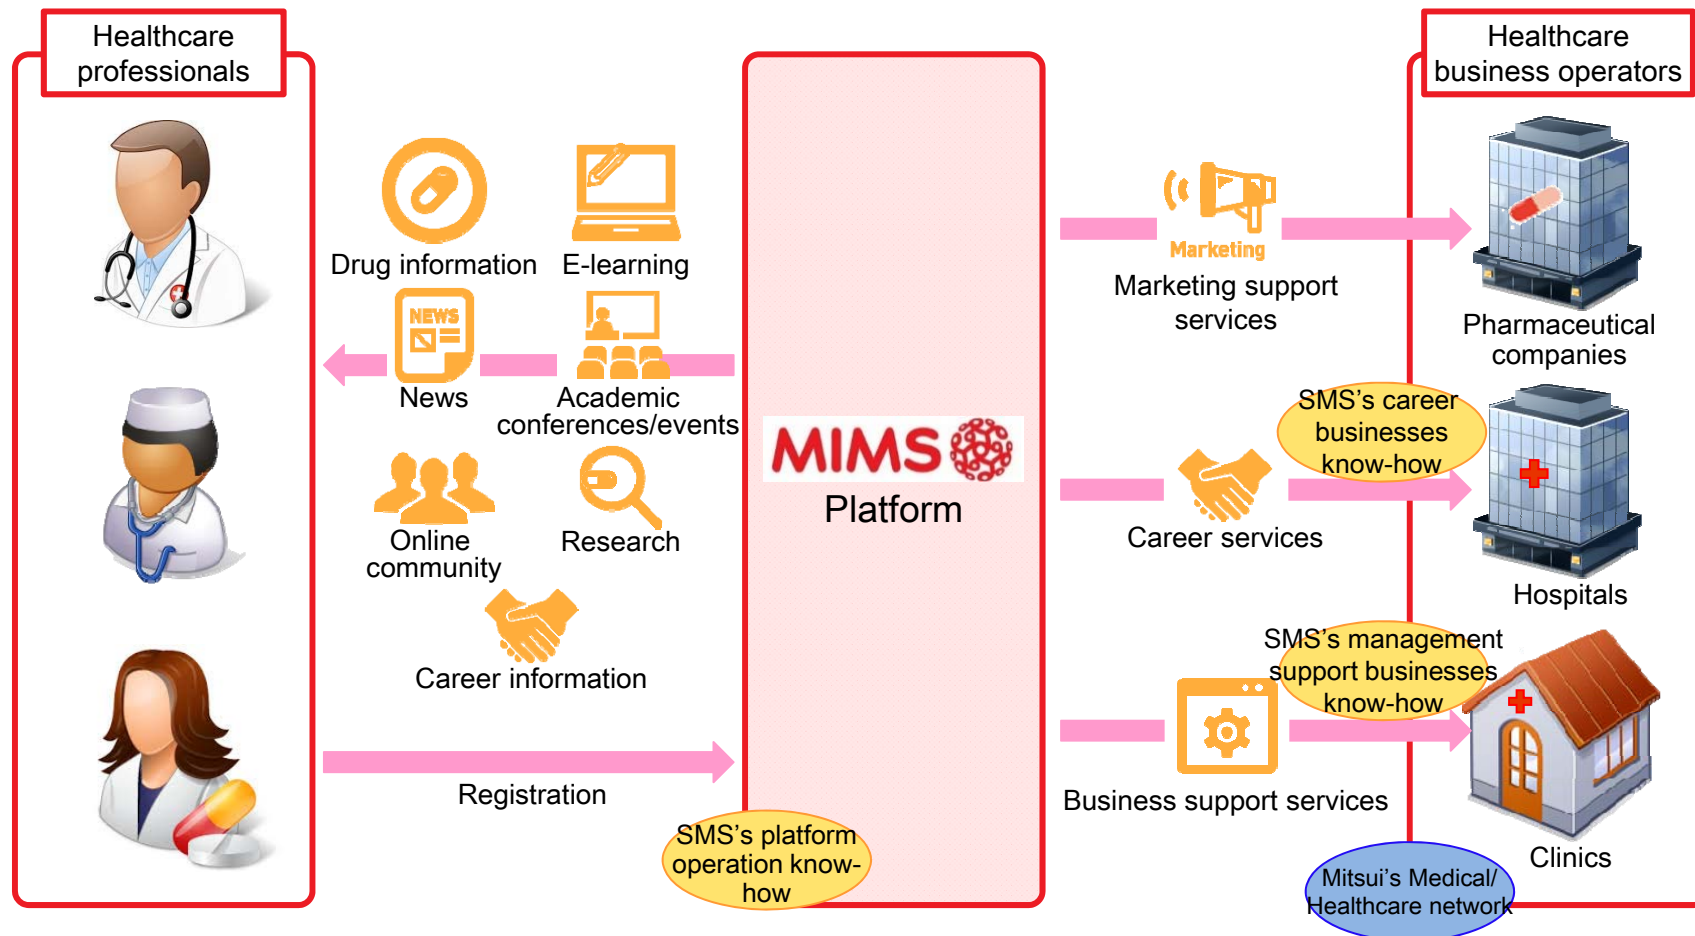 Healthcare
professionals
Drug information
E-learning
NEWS
News
Academic
conferences/events
Online
community
Research
Career information
Registration
MIMS
Platform
SMS's platform
operation know-
how
Marketing
Marketing support
services
Career services
Business support services
Healthcare
business operators
Pharmaceutical
companies
SMS's career
businesses
know-how
Hospitals
SMS's management
support businesses
know-how
Clinics
Mitsui's Medical/
Healthcare network